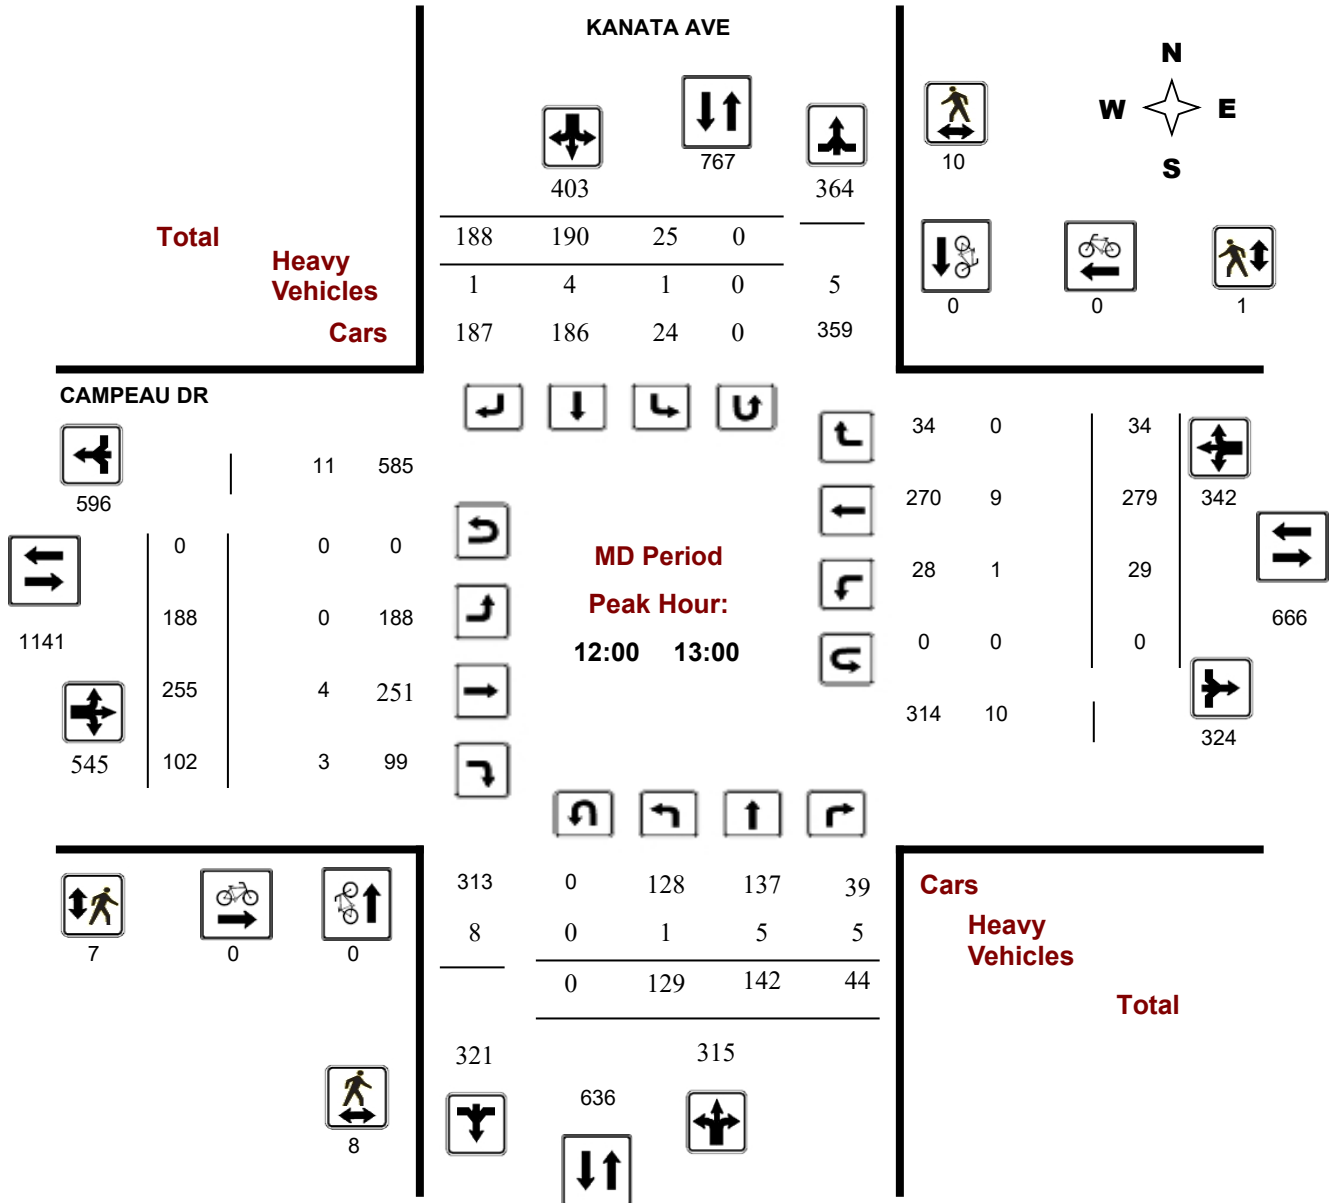 KANATA AVE
N
W E
S
767
10
403 364
Total 188 190 25 0
Heavy
Vehicles 1 4 1 0 5
Cars 187 186 24 0 359
0 0 1
CAMPEAU DR
34 0 34
11 585
596
270 9 279 342
0 0 0
MD Period
28 1 29
Peak Hour:
188 0 188
666
1141
12:00 13:00
0 0 0
255 4 251
314 10
324
545 102 3 99
313 0 128 137 39
Cars
8 0 1 5 5
Heavy
Vehicles
7 0 0
0 129 142 44
Total
321 315
636
8